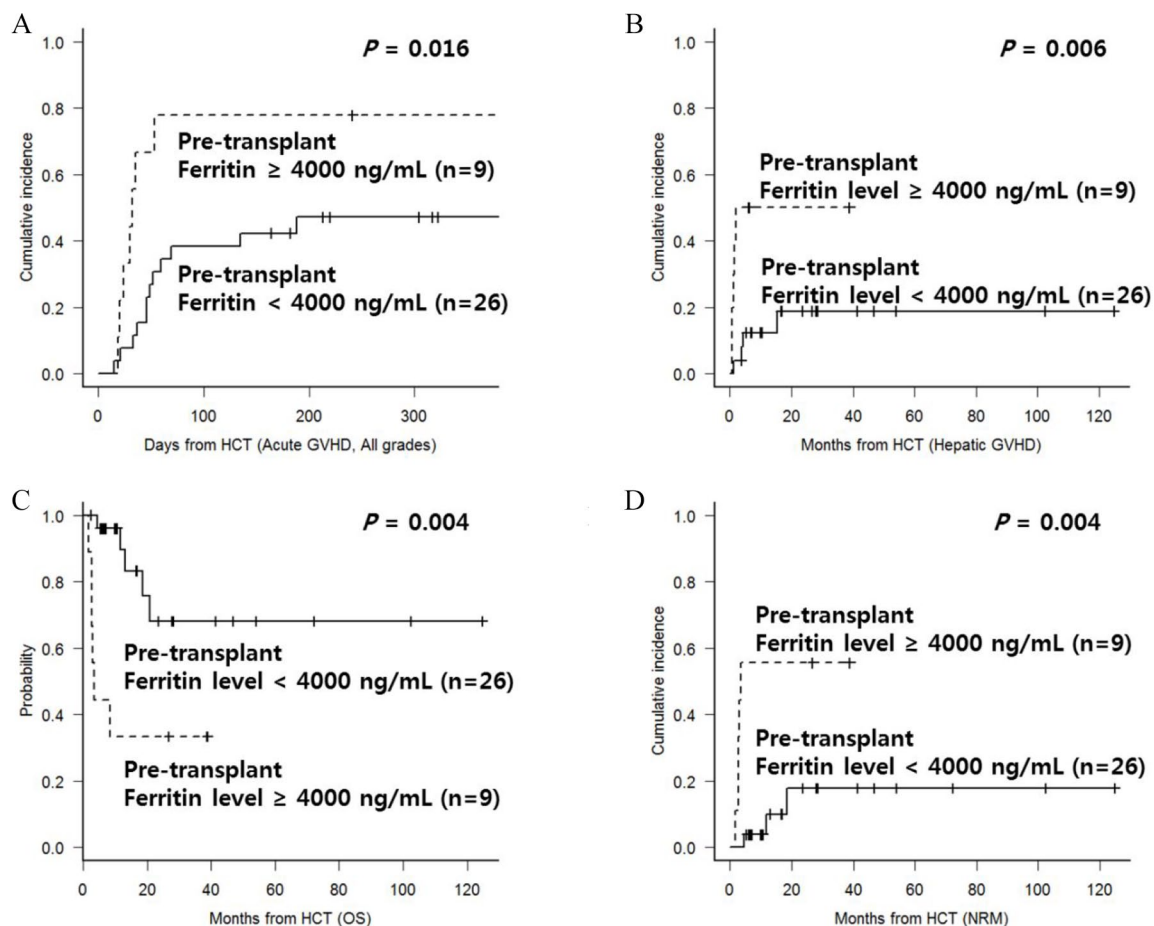 A
P = 0.016
1.0
0.8
0.6
0.4
0.2
0.0
Cumulative incidence
Pre-transplant
Ferritin ≥ 4000 ng/mL (n=9)
Pre-transplant
Ferritin < 4000 ng/mL (n=26)
0 100 200 300
Days from HCT (Acute GVHD, All grades)
B
P = 0.006
1.0
0.8
0.6
0.4
0.2
0.0
Cumulative incidence
Pre-transplant
Ferritin level ≥ 4000 ng/mL (n=9)
Pre-transplant
Ferritin level < 4000 ng/mL (n=26)
0 20 40 60 80 100 120
Months from HCT (Hepatic GVHD)
C
P = 0.004
1.0
0.8
0.6
0.4
0.2
0.0
Probability
Pre-transplant
Ferritin level < 4000 ng/mL (n=26)
Pre-transplant
Ferritin level ≥ 4000 ng/mL (n=9)
0 20 40 60 80 100 120
Months from HCT (OS)
D
P = 0.004
1.0
0.8
0.6
0.4
0.2
0.0
Cumulative incidence
Pre-transplant
Ferritin level ≥ 4000 ng/mL (n=9)
Pre-transplant
Ferritin level < 4000 ng/mL (n=26)
0 20 40 60 80 100 120
Months from HCT (NRM)